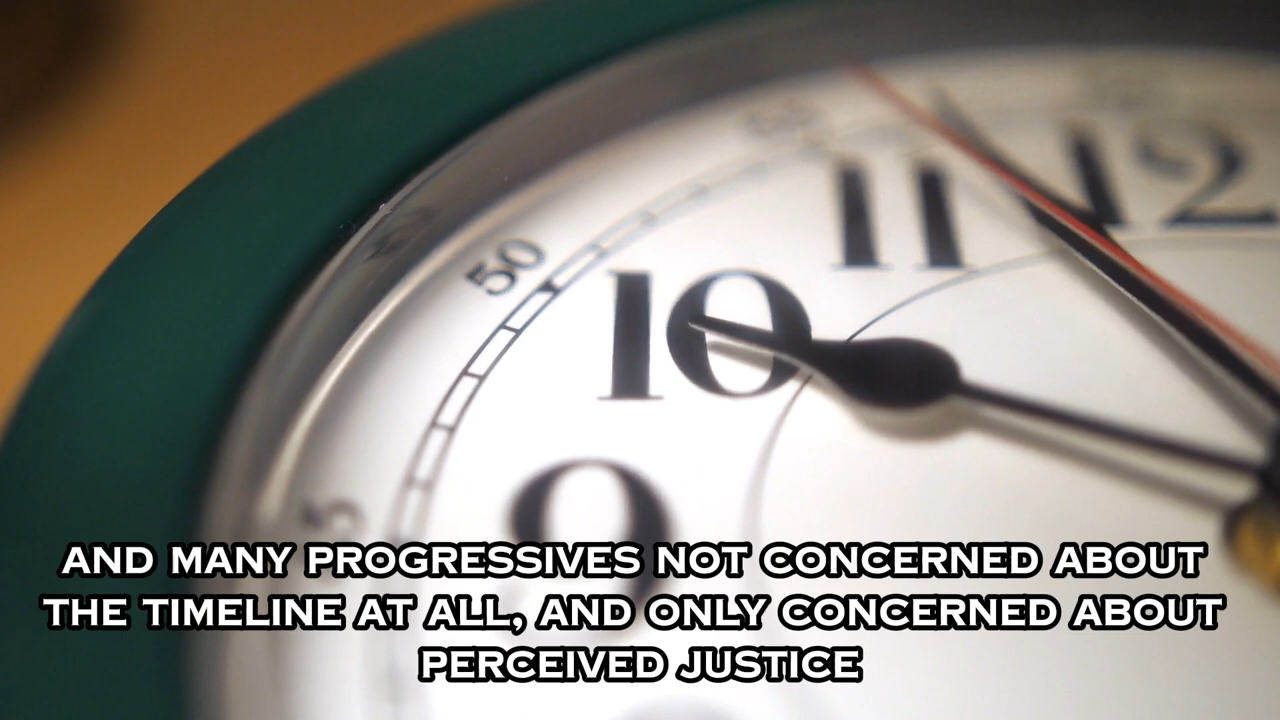 12
11
50
10
9
AND MANY PROGRESSIVES NOT CONCERNED ABOUT
THE TIMELINE AT ALL, AND ONLY CONCERNED ABOUT
PERCEIVED JUSTICE